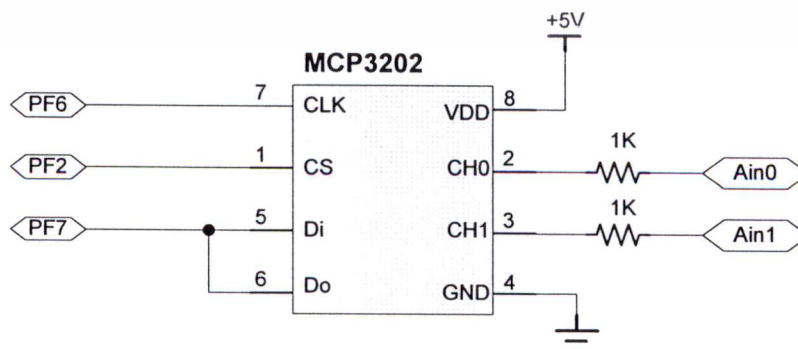 +5V
MCP3202
PF6
7
CLK
VDD
8
PF2
1
CS
CH0
2
1K
Ain0
PF7
5
Di
CH1
3
1K
Ain1
6
Do
GND
4